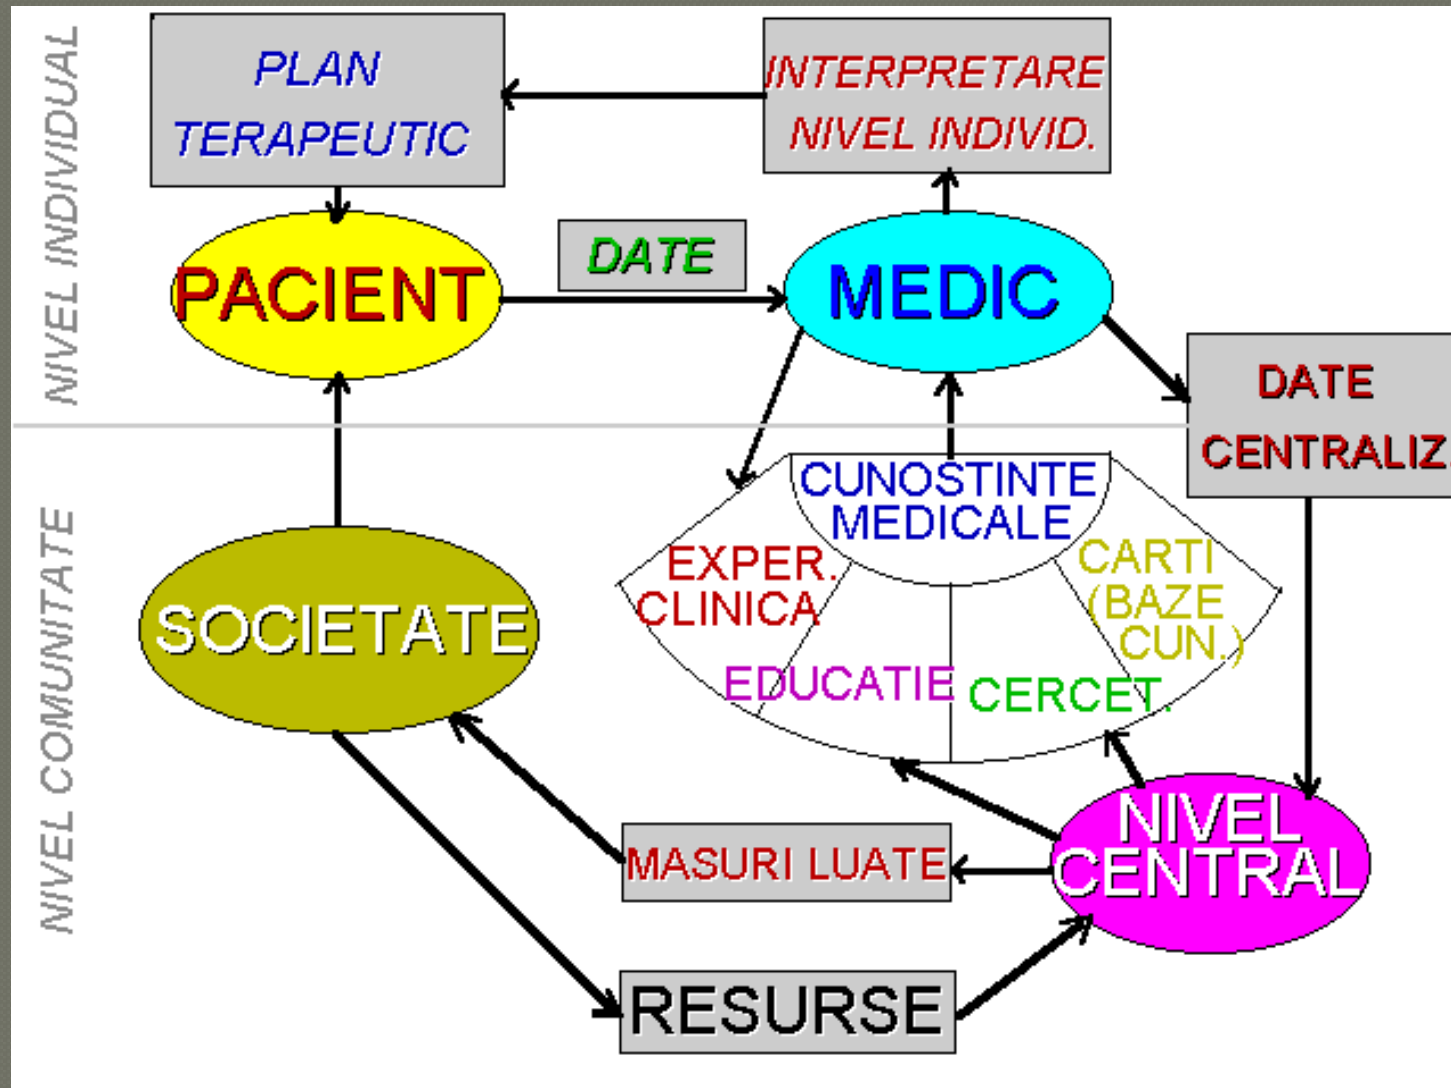 NIVEL INDIVIDUAL
PLAN
TERAPEUTIC
INTERPRETARE
NIVEL INDIVID.
PACIENT
DATE
MEDIC
DATE
CENTRALIZ.
NIVEL COMUNITATE
SOCIETATE
CUNOSTINTE
MEDICALE
EXPER.
CLINICA
EDUCATIE
CERCET.
CARTI
(BAZE
CUN.)
MASURI LUATE
NIVEL
CENTRAL
RESURSE